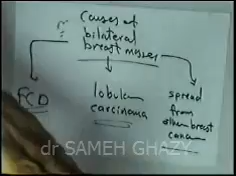 Causes of
bilateral
breast masses
FCD
lobular
carcinoma
spread
from
other breast
cancer
dr SAMEH GHAZY